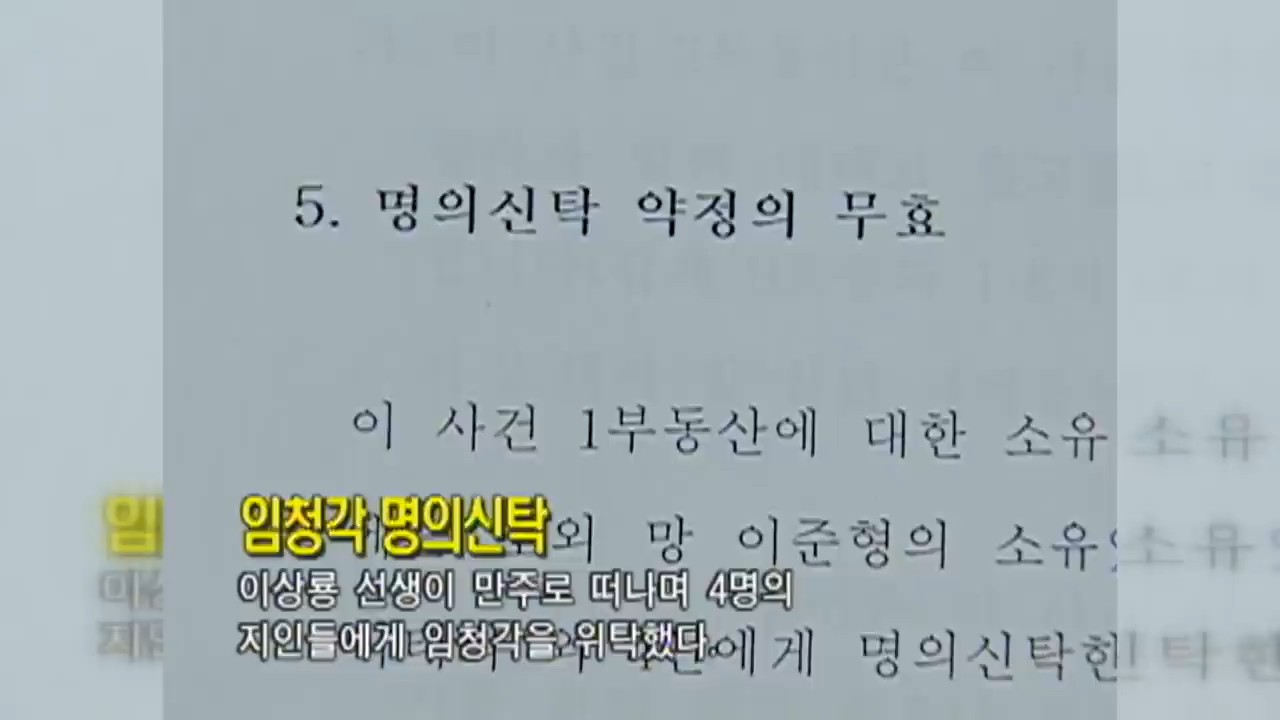 5. 명의신탁 약정의 무효
이 사건 1부동산에 대한 소유
임청각 명의신탁
외 망 이준형의 소유
이상룡 선생이 만주로 떠나며 4명의
지인들에게 임청각을 위탁했다.
에게 명의신탁한